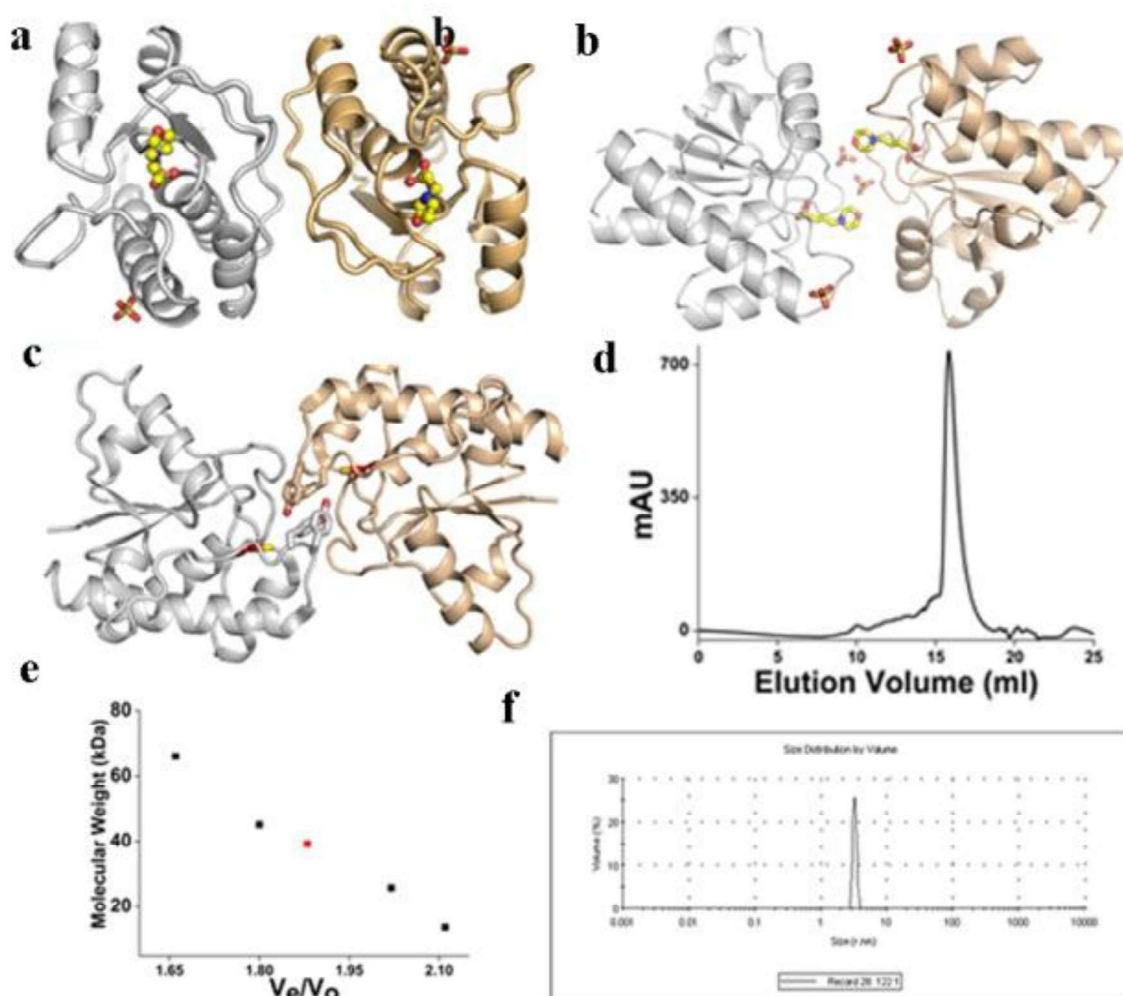 a
b
b
c
d
700
350
0
mAU
0 5 10 15 20 25
Elution Volume (ml)
e
80
60
40
20
Molecular Weight (kDa)
1.65 1.80 1.95 2.10
Ve/Vo
f
Size Distribution by Volume
30
20
10
0
Volume (%)
0.001 0.01 0.1 1 10 100 1000 10000
Size (r.nm)